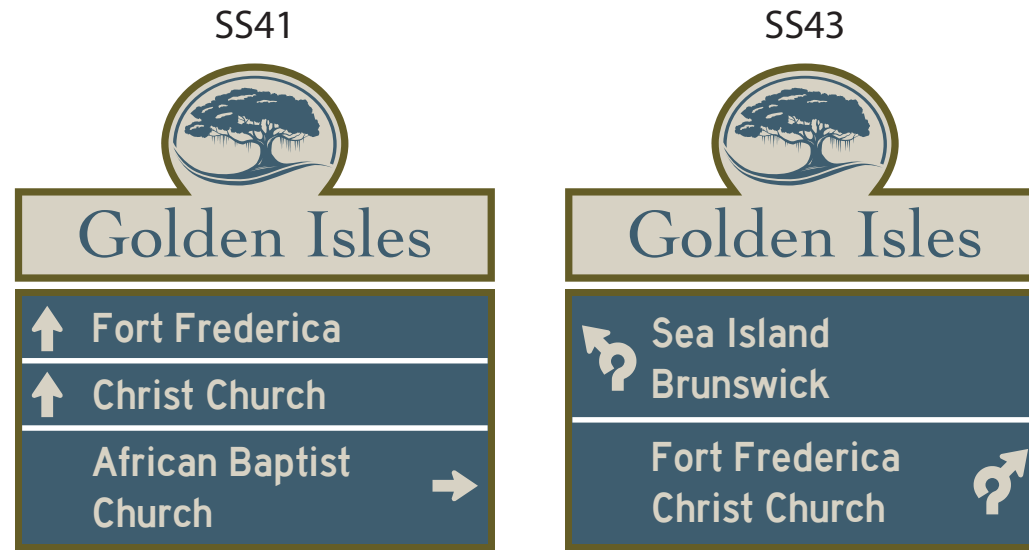 SS41
Golden Isles
Fort Frederica
Christ Church
African Baptist
Church
SS43
Golden Isles
Sea Island
Brunswick
Fort Frederica
Christ Church